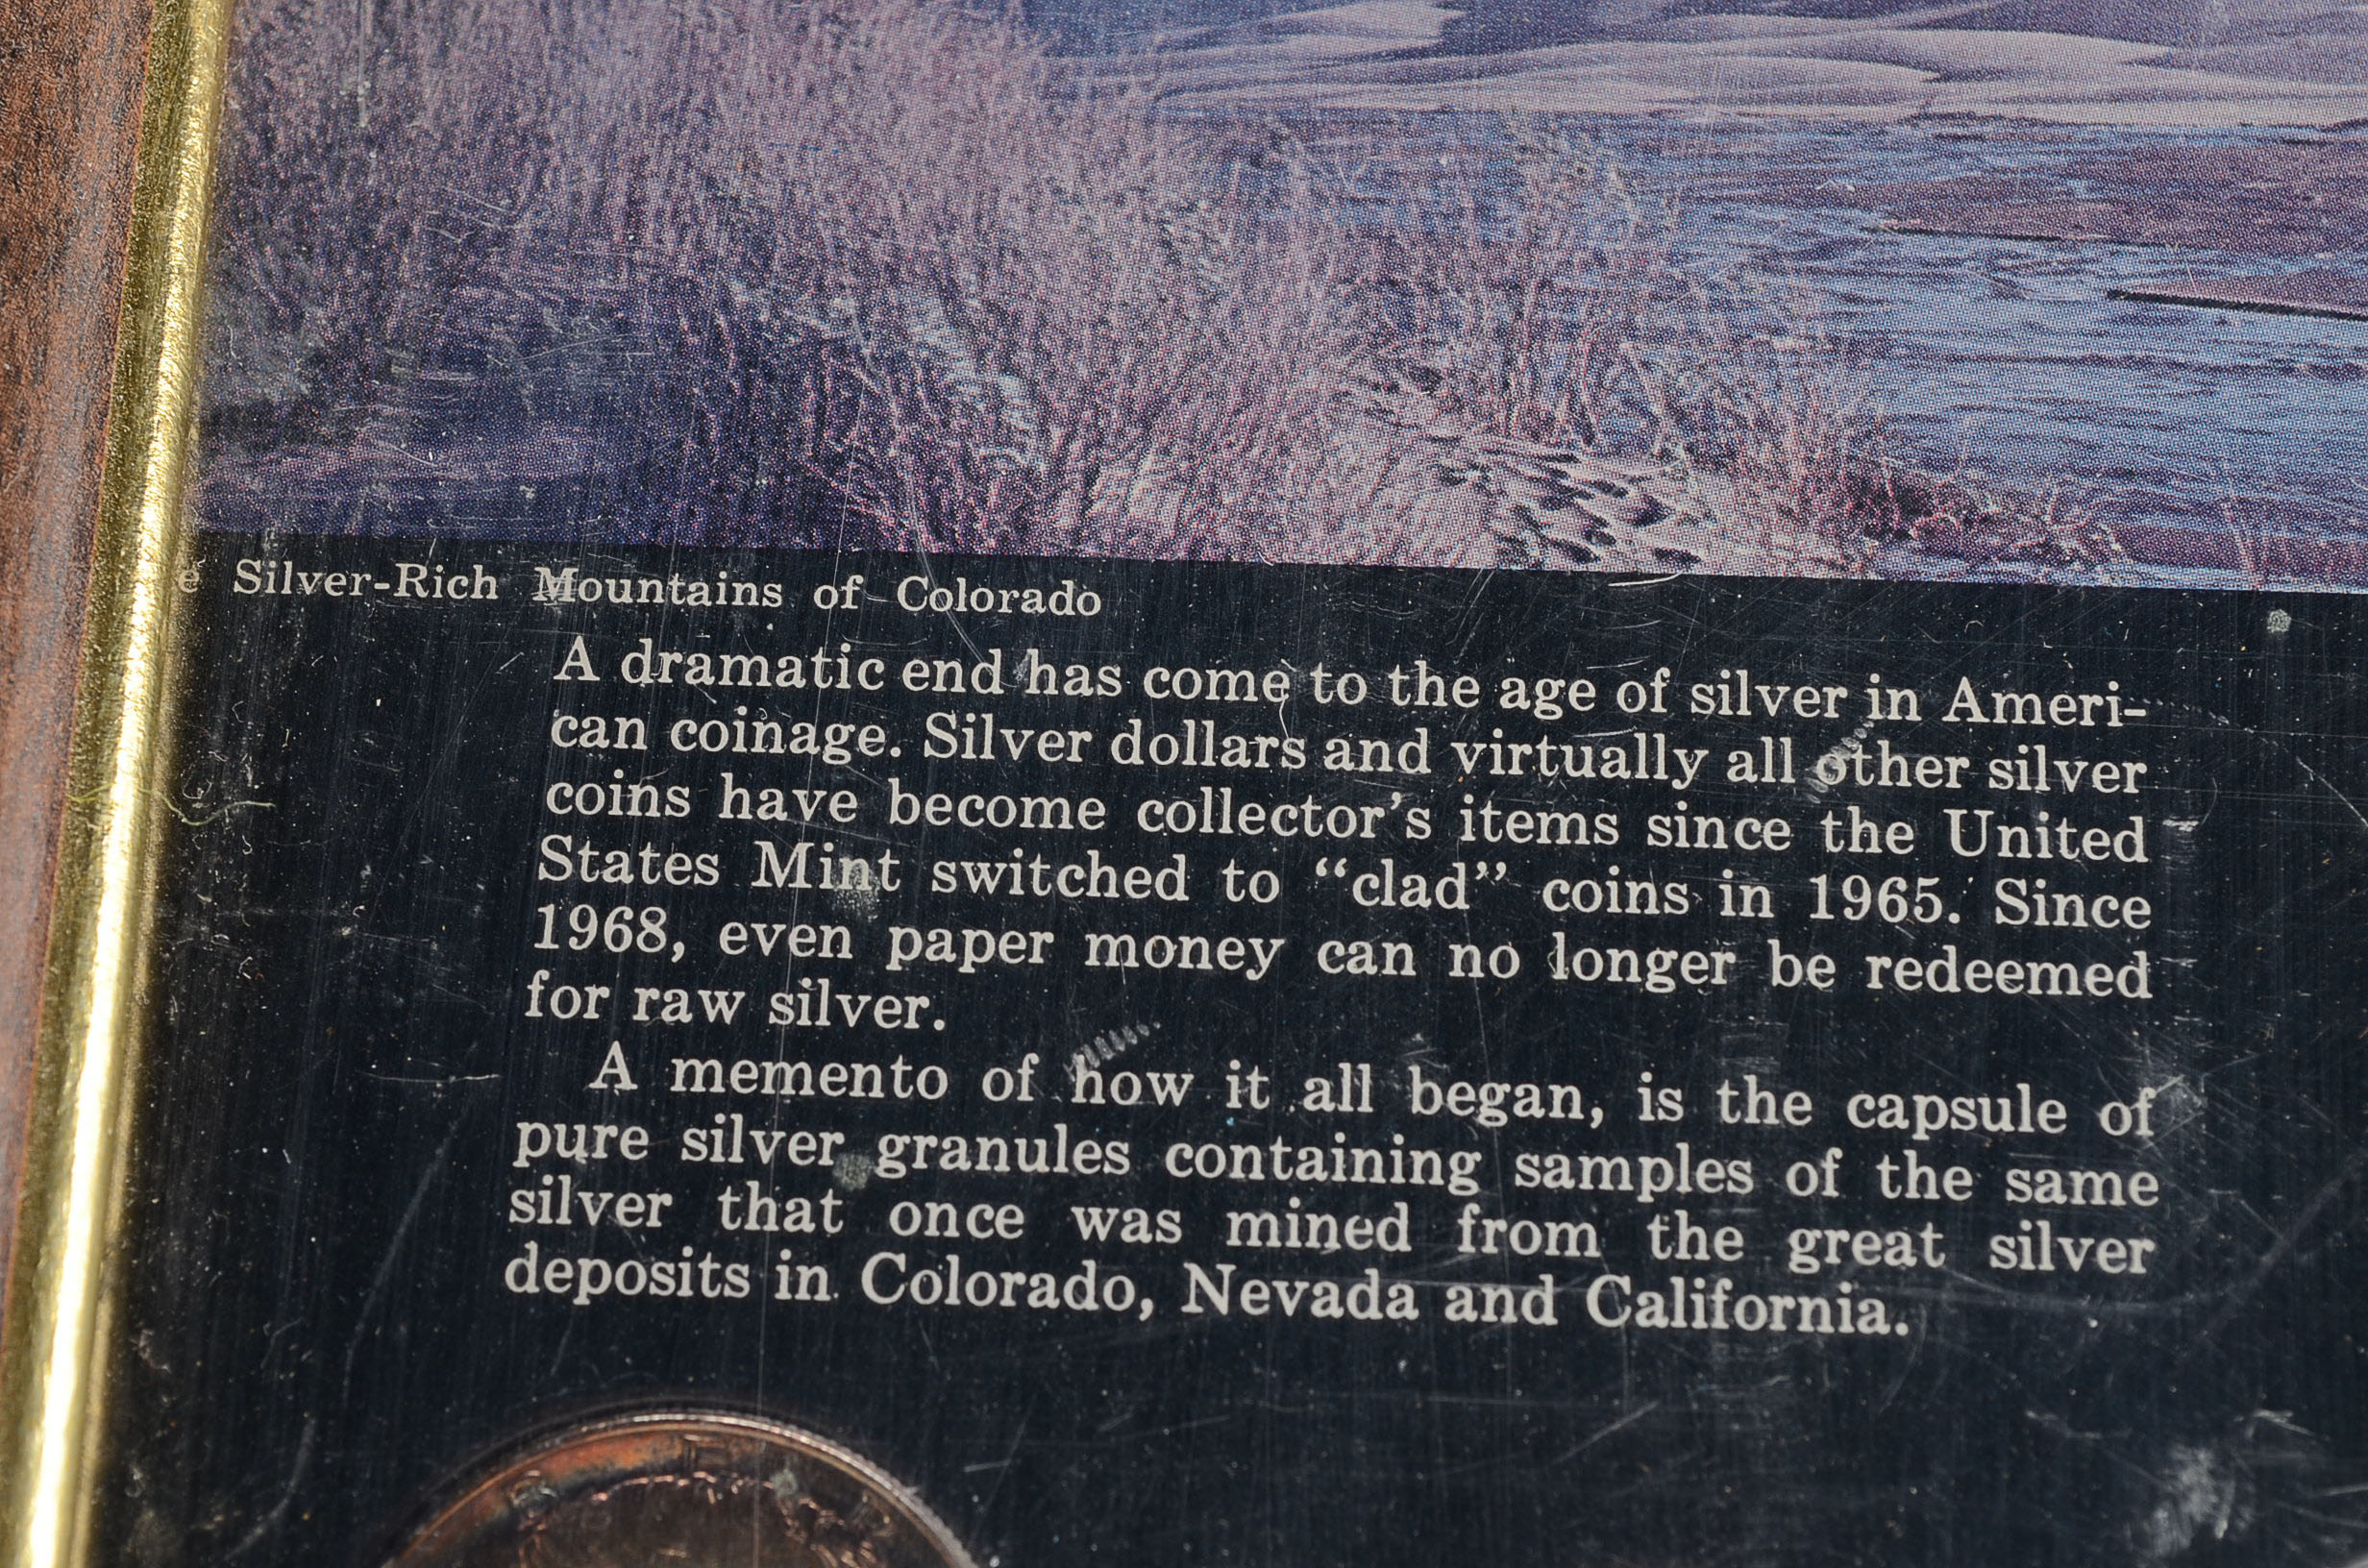 e Silver-Rich Mountains of Colorado
A dramatic end has come to the age of silver in Ameri-
can coinage. Silver dollars and virtually all other silver
coins have become collector's items since the United
States Mint switched to “clad” coins in 1965. Since
1968, even paper money can no longer be redeemed
for raw silver.
A memento of how it all began, is the capsule of
pure silver granules containing samples of the same
silver that once was mined from the great silver
deposits in Colorado, Nevada and California.